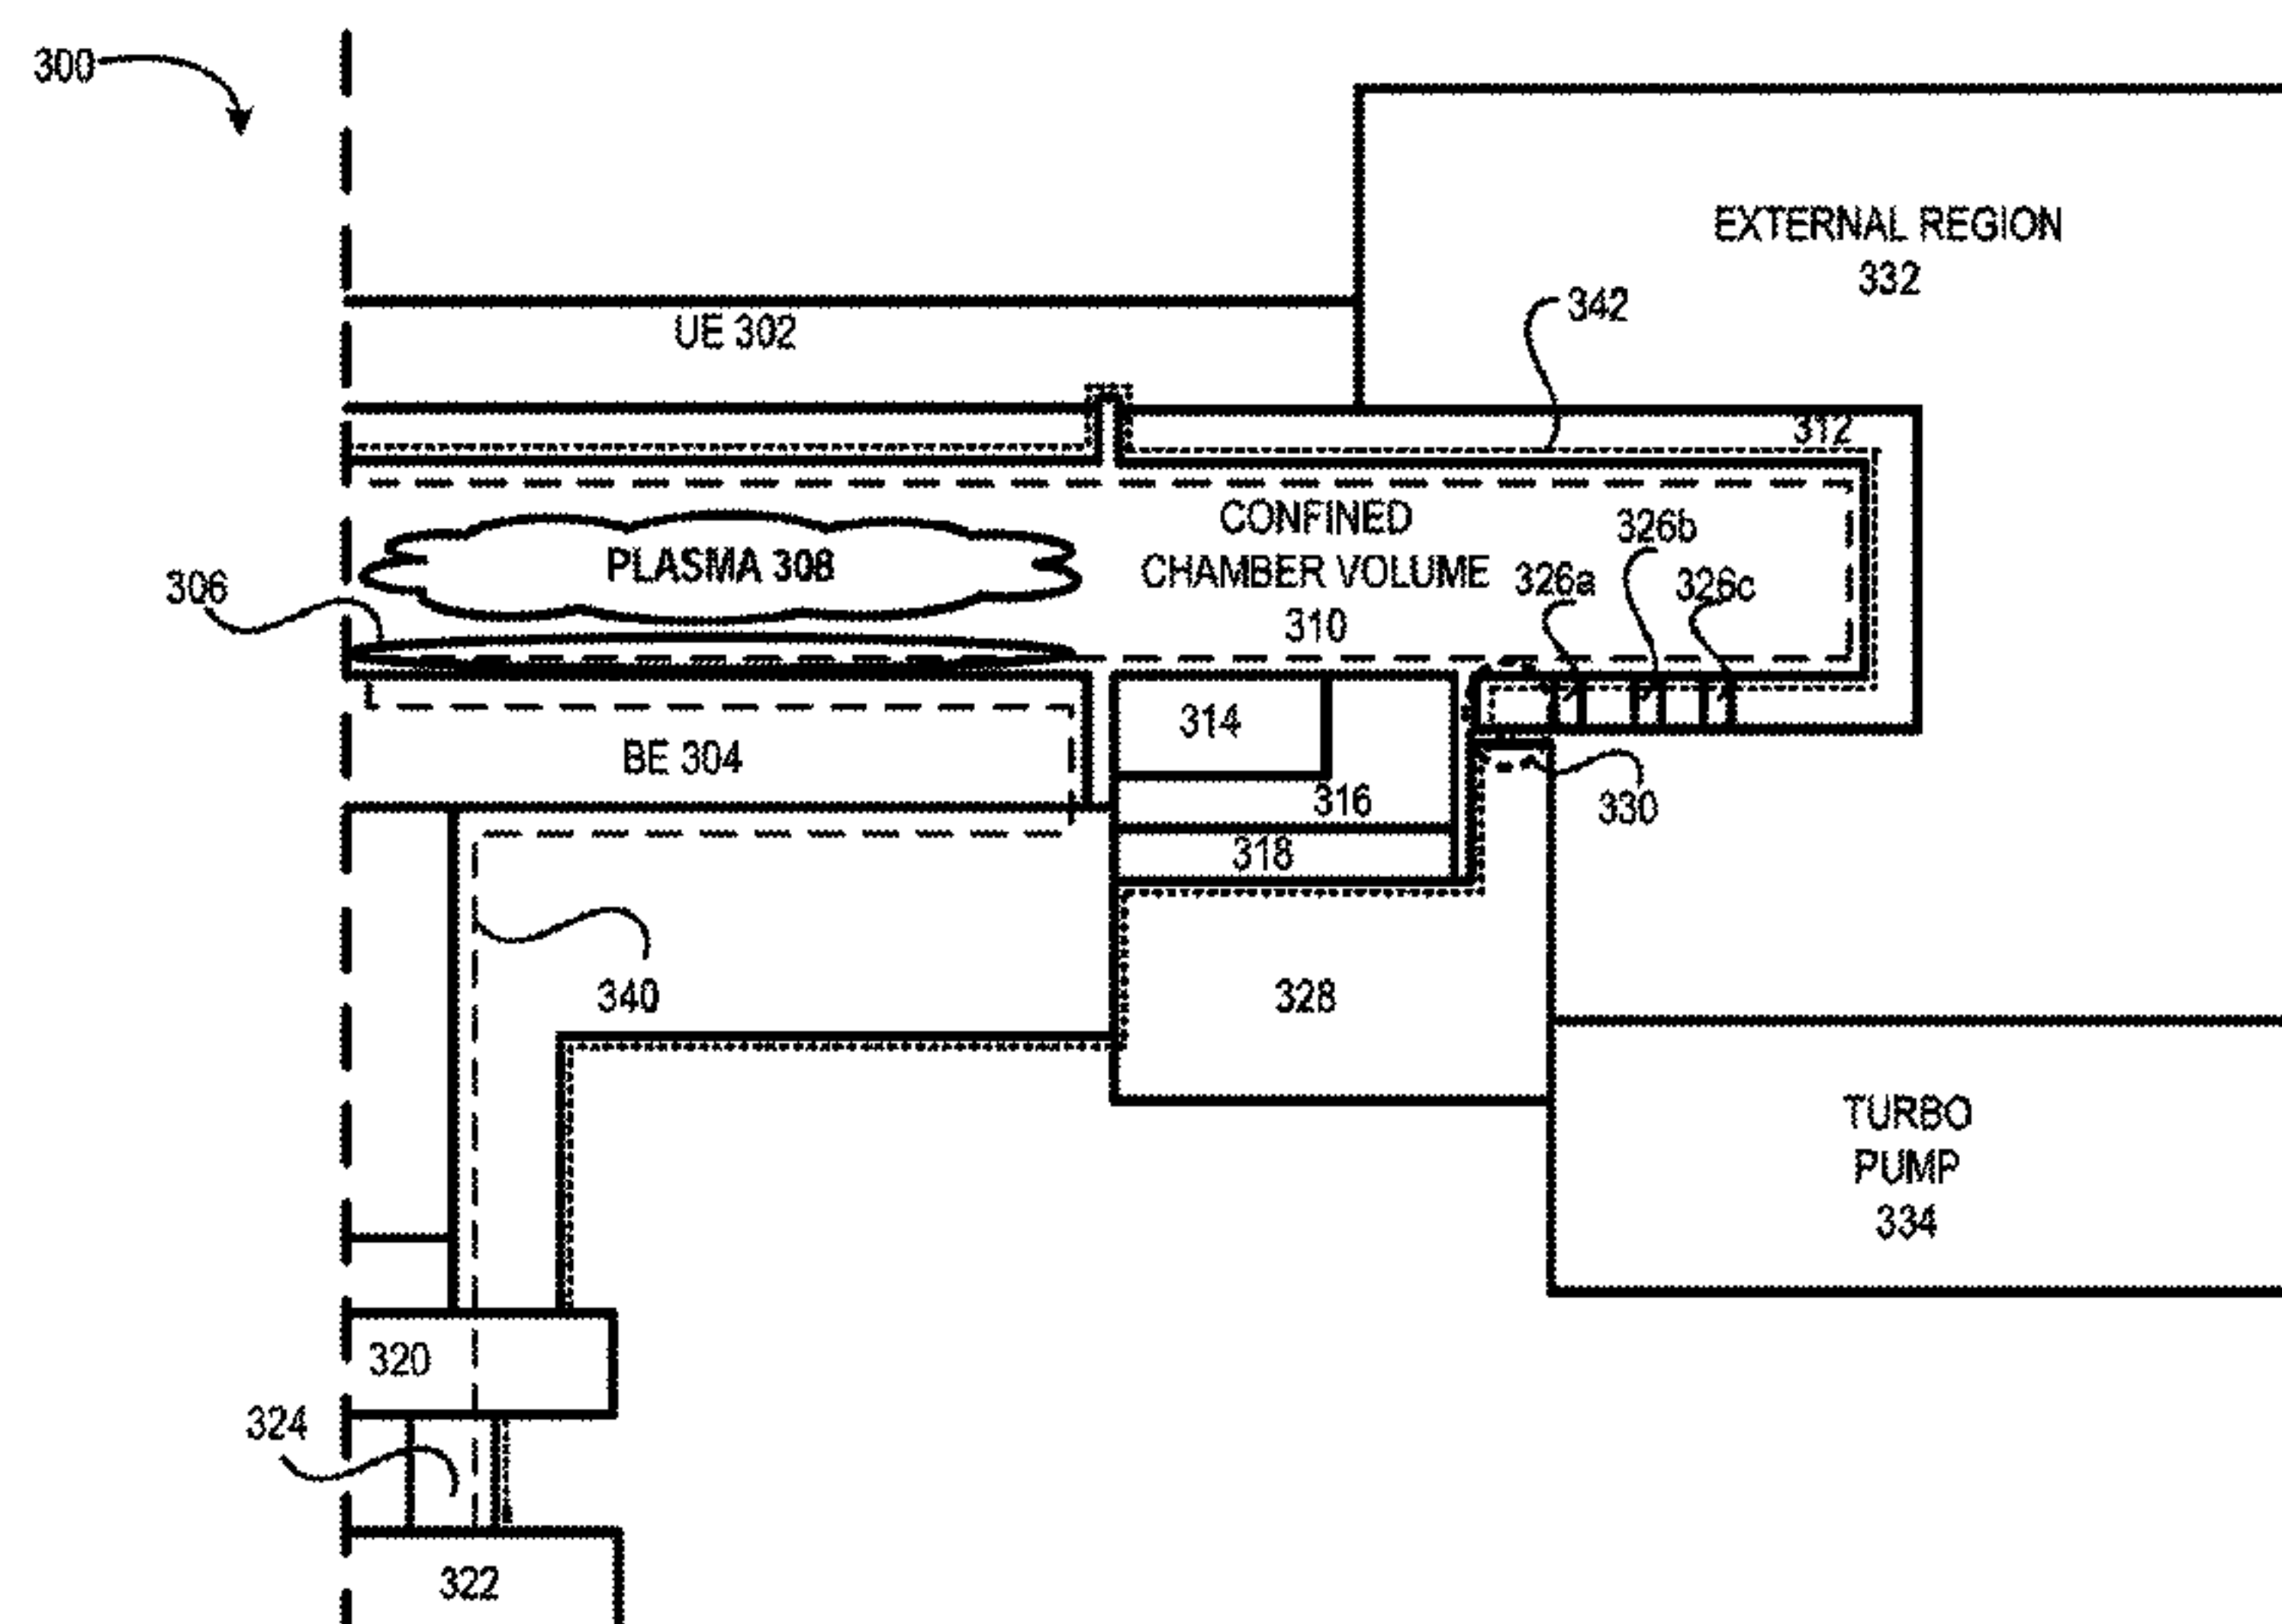 300
EXTERNAL REGION
332
342
UE 302
312
CONFINED
CHAMBER VOLUME
310
326b
326a
326c
PLASMA 308
306
314
BE 304
316
330
318
340
328
TURBO
PUMP
334
320
324
322